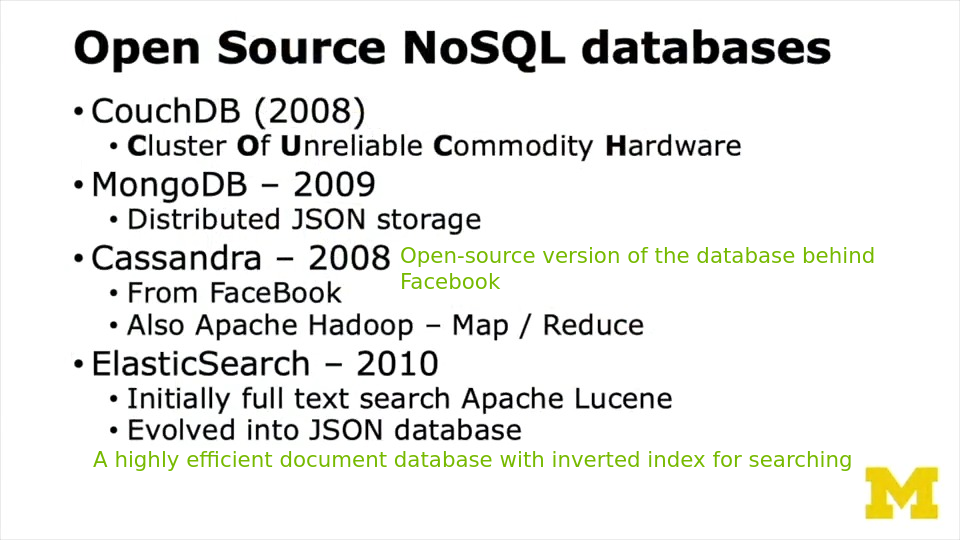 Open Source NoSQL databases
• CouchDB (2008)
• Cluster Of Unreliable Commodity Hardware
• MongoDB – 2009
• Distributed JSON storage
• Cassandra – 2008 Open-source version of the database behind
Facebook
• From FaceBook
• Also Apache Hadoop – Map / Reduce
• ElasticSearch – 2010
• Initially full text search Apache Lucene
• Evolved into JSON database
A highly efficient document database with inverted index for searching
M